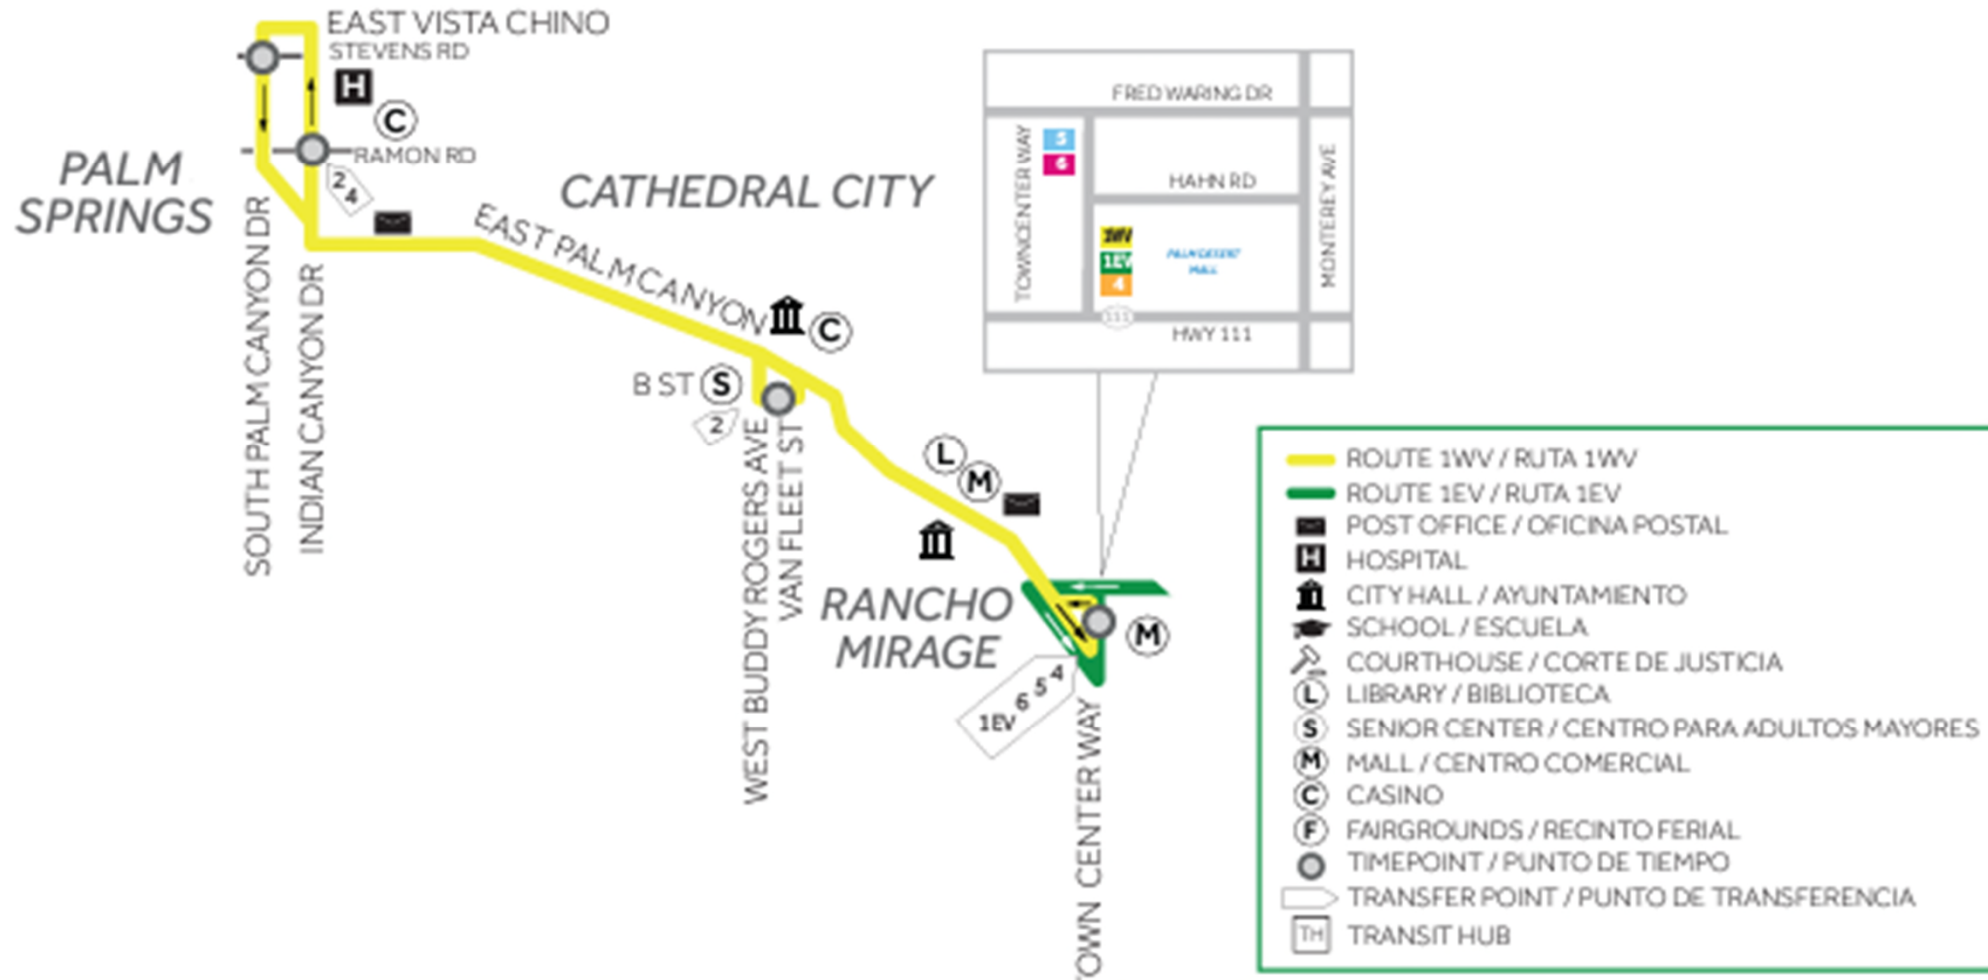 EAST VISTA CHINO
STEVENS RD
H
C
RAMON RD
2
4
PALM
SPRINGS
SOUTH PALM CANYON DR
INDIAN CANYON DR
CATHEDRAL CITY
EAST PALM CANYON
C
B ST
S
2
WEST BUDDY ROGERS AVE
VAN FLEET ST
L
M
RANCHO
MIRAGE
M
4
5
6
1EV
TOWN CENTER WAY
FRED WARING DR
TOWNCENTER WAY
5
6
HAHN RD
MONTEREY AVE
1WV
1EV
4
PALM DESERT
MALL
111
HWY 111
ROUTE 1WV / RUTA 1WV
ROUTE 1EV / RUTA 1EV
POST OFFICE / OFICINA POSTAL
H HOSPITAL
CITY HALL / AYUNTAMIENTO
SCHOOL / ESCUELA
COURTHOUSE / CORTE DE JUSTICIA
L LIBRARY / BIBLIOTECA
S SENIOR CENTER / CENTRO PARA ADULTOS MAYORES
M MALL / CENTRO COMERCIAL
C CASINO
F FAIRGROUNDS / RECINTO FERIAL
TIMEPOINT / PUNTO DE TIEMPO
TRANSFER POINT / PUNTO DE TRANSFERENCIA
TH TRANSIT HUB